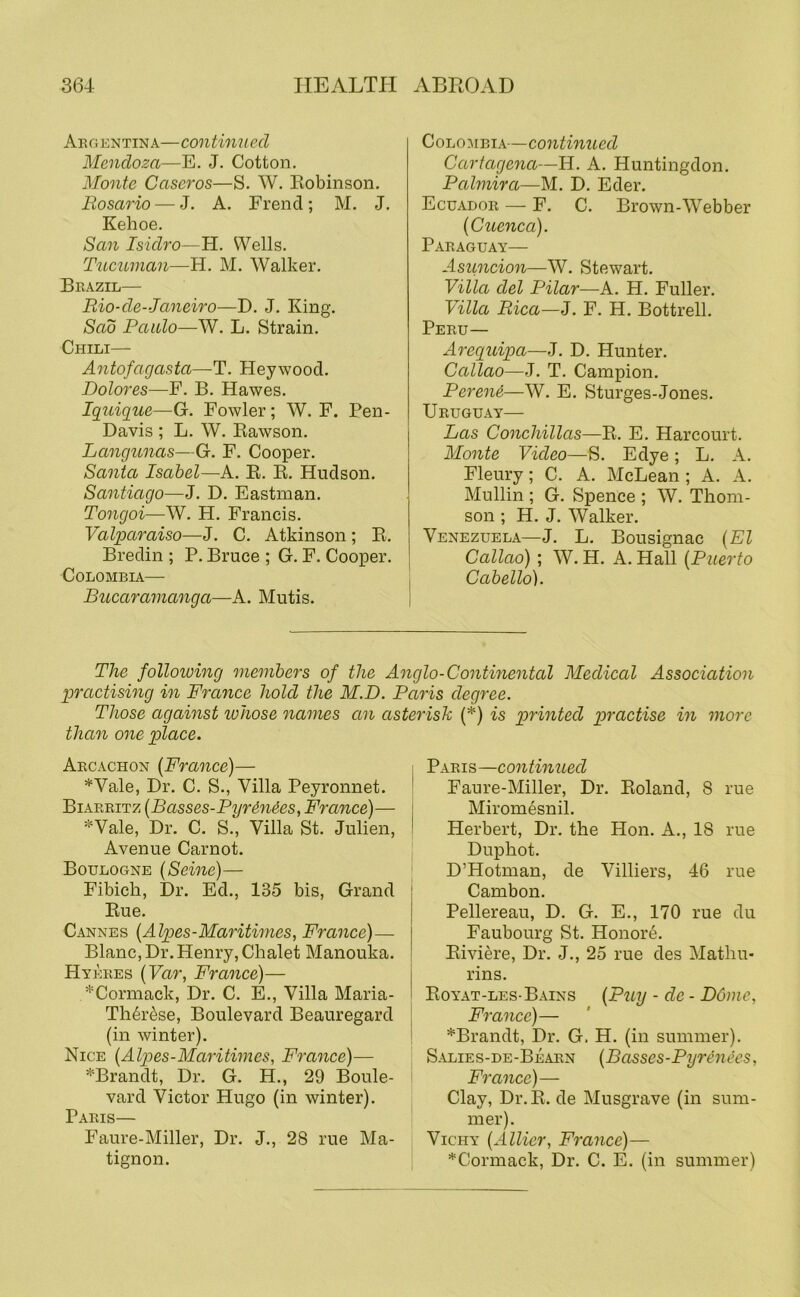 364 HEALTH ABROAD
ARGENTINA—continued
Mendoza—E. J. Cotton.
Monte Caseros—S. W. Robinson.
Rosario — J. A. Frend; M. J.
Kehoe.
San Isidro—H. Wells.
Tucuman—H. M. Walker.
BRAZIL—
Rio-de-Janeiro—D. J. King.
Saõ Paulo—W. L. Strain.
CHILI—
Antofagasta—T. Heywood.
Dolores—F. B. Hawes.
Iquique—G. Fowler; W. F. Pen-
Davis ; L. W. Rawson.
Langunas—G. F. Cooper.
Santa Isabel—A. R. R. Hudson.
Santiago—J. D. Eastman.
Tongoi—W. H. Francis.
Valparaiso—J. C. Atkinson; R.
Bredin ; P. Bruce ; G. F. Cooper.
COLOMBIA—
Bucaramanga—A. Mutis.
COLOMBIA—continued
Cartagena—H. A. Huntingdon.
Palmira—M. D. Eder.
ECUADOR — F. C. Brown-Webber
(Cuenca).
PARAGUAY—
Asuncion—W. Stewart.
Villa del Pilar—A. H. Fuller.
Villa Rica—J. F. H. Bottrell.
PERU—
Arequipa—J. D. Hunter.
Callao—J. T. Campion.
Perené—W. E. Sturges-Jones.
URUGUAY—
Las Conchillas—R. E. Harcourt.
Monte Video—S. Edye; L. A.
Fleury; C. A. McLean; A. A.
Mullin ; G. Spence ; W. Thom-
son ; H. J. Walker.
VENEZUELA—J. L. Bousignac (El
Callao) ; W. H. A. Hall (Puerto
Cabello).
The following members of the Anglo-Continental Medical Association
practising in France hold the M.D. Paris degree.
Those against whose names an asterisk (*) is printed practise in more
than one place.
ARCACHON (France)—
*Vale, Dr. C. S., Villa Peyronnet.
BIARRITZ (Basses-Pyrénées, France)—
*Vale, Dr. C. S., Villa St. Julien,
Avenue Carnot.
BOULOGNE (Seine)—
Fibich, Dr. Ed., 135 bis, Grand
Rue.
CANNES (Alpes-Maritimes, France)—
Blanc, Dr. Henry, Chalet Manouka.
HYÈRES (Var, France)—
*Cormack, Dr. C. E., Villa Maria-
Thérèse, Boulevard Beauregard
(in winter).
NICE (Alpes-Maritimes, France)—
*Brandt, Dr. G. H., 29 Boule-
vard Victor Hugo (in winter).
PARIS—
Faure-Miller, Dr. J., 28 rue Ma-
tignon.
PARIS—continued
Faure-Miller, Dr. Roland, 8 rue
Miromésnil.
Herbert, Dr. the Hon. A., 18 rue
Duphot.
D'Hotman, de Villiers, 46 rue
Cambon.
Pellereau, D. G. E., 170 rue du
Faubourg St. Honoré.
Rivière, Dr. J., 25 rue des Mathu-
rins.
ROYAT-LES-BAINS (Puy - de - Dôme,
France)—
*Brandt, Dr. G. H. (in summer).
SALIES-DE-BÉARN (Basses-Pyrénées,
France)—
Clay, Dr. R. de Musgrave (in sum-
mer).
VICHY (Allier, France)—
*Cormack, Dr. C. E. (in summer)